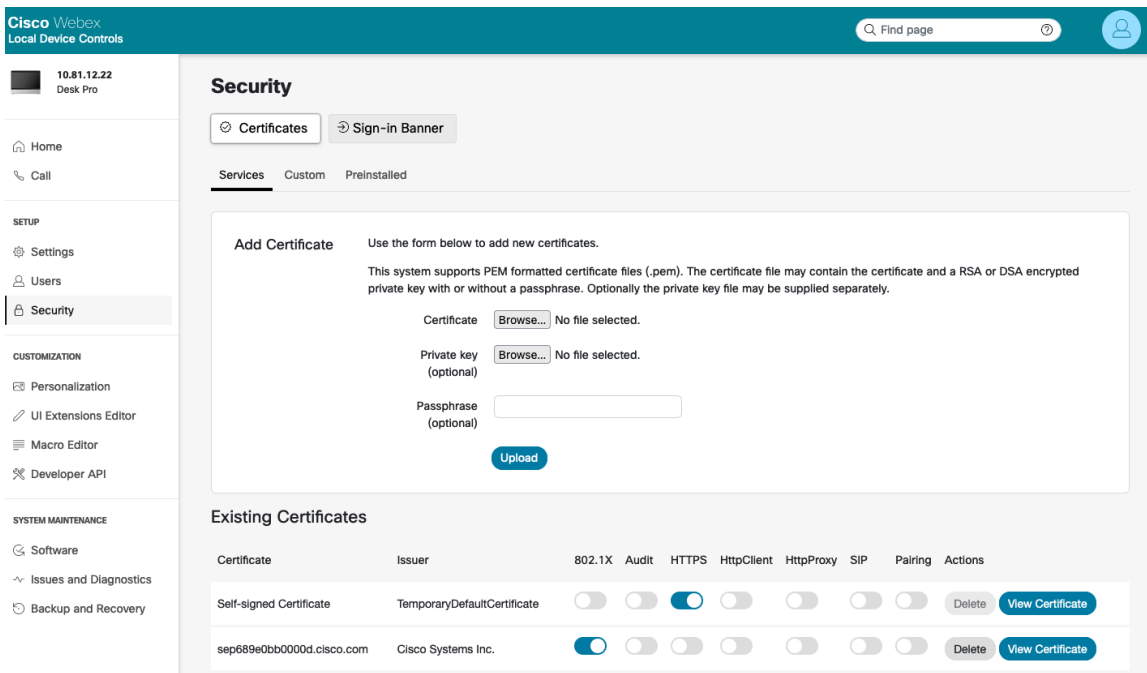 Cisco Webex
Local Device Controls
Find page
10.81.12.22
Desk Pro
Home
Call
SETUP
Settings
Users
Security
CUSTOMIZATION
Personalization
UI Extensions Editor
Macro Editor
Developer API
SYSTEM MAINTENANCE
Software
Issues and Diagnostics
Backup and Recovery
Security
Certificates Sign-in Banner
Services Custom Preinstalled
Add Certificate
Use the form below to add new certificates.
This system supports PEM formatted certificate files (.pem). The certificate file may contain the certificate and a RSA or DSA encrypted
private key with or without a passphrase. Optionally the private key file may be supplied separately.
Certificate Browse... No file selected.
Private key Browse... No file selected.
(optional)
Passphrase
(optional)
Upload
Existing Certificates
Certificate Issuer 802.1X Audit HTTPS HttpClient HttpProxy SIP Pairing Actions
Self-signed Certificate TemporaryDefaultCertificate Delete View Certificate
sep689e0bb0000d.cisco.com Cisco Systems Inc. Delete View Certificate